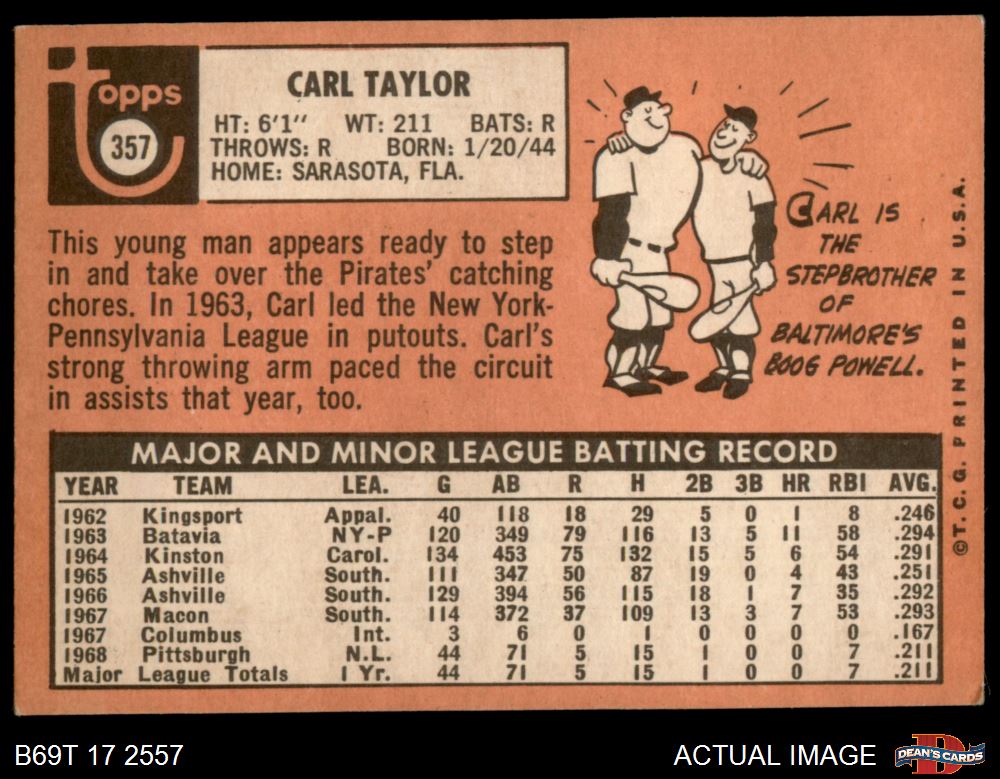 topps
357
CARL TAYLOR
HT: 6'1" WT: 211 BATS: R
THROWS: R BORN: 1/20/44
HOME: SARASOTA, FLA.
This young man appears ready to step
in and take over the Pirates' catching
chores. In 1963, Carl led the New York-
Pennsylvania League in putouts. Carl's
strong throwing arm paced the circuit
in assists that year, too.
CARL IS
THE
STEPBROTHER
OF
BALTIMORE'S
BOOG POWELL.
©T.C.G. PRINTED IN U.S.A.
MAJOR AND MINOR LEAGUE BATTING RECORD
YEAR TEAM LEA. G AB R H 2B 3B HR RBI AVG.
1962 Kingsport Appal. 40 118 18 29 5 0 1 8 .246
1963 Batavia NY-P 120 349 79 116 13 5 11 58 .294
1964 Kinston Carol. 134 453 75 132 15 5 6 54 .291
1965 Ashville South. 111 347 50 87 19 0 4 43 .251
1966 Ashville South. 129 394 56 115 18 1 7 35 .292
1967 Macon South. 114 372 37 109 13 3 7 53 .293
1967 Columbus Int. 3 6 0 1 0 0 0 0 .167
1968 Pittsburgh N.L. 44 71 5 15 1 0 0 7 .211
Major League Totals 1 Yr. 44 71 5 15 1 0 0 7 .211
B69T 17 2557
ACTUAL IMAGE
DEAN'S CARDS